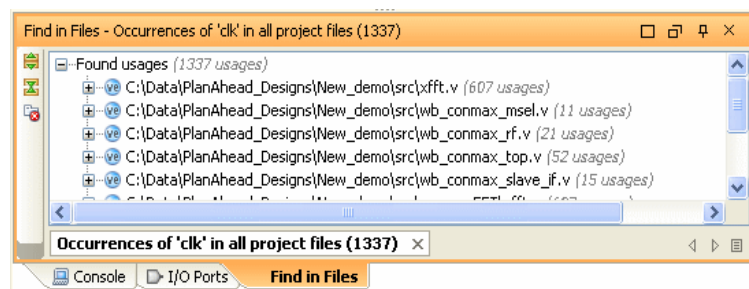 Find in Files - Occurrences of 'clk' in all project files (1337)
Found usages (1337 usages)
C:\Data\PlanAhead_Designs\New_demo\src\xfft.v (607 usages)
C:\Data\PlanAhead_Designs\New_demo\src\wb_conmax_msel.v (11 usages)
C:\Data\PlanAhead_Designs\New_demo\src\wb_conmax_rf.v (21 usages)
C:\Data\PlanAhead_Designs\New_demo\src\wb_conmax_top.v (52 usages)
C:\Data\PlanAhead_Designs\New_demo\src\wb_conmax_slave_if.v (15 usages)
Occurrences of 'clk' in all project files (1337)
Console I/O Ports Find in Files